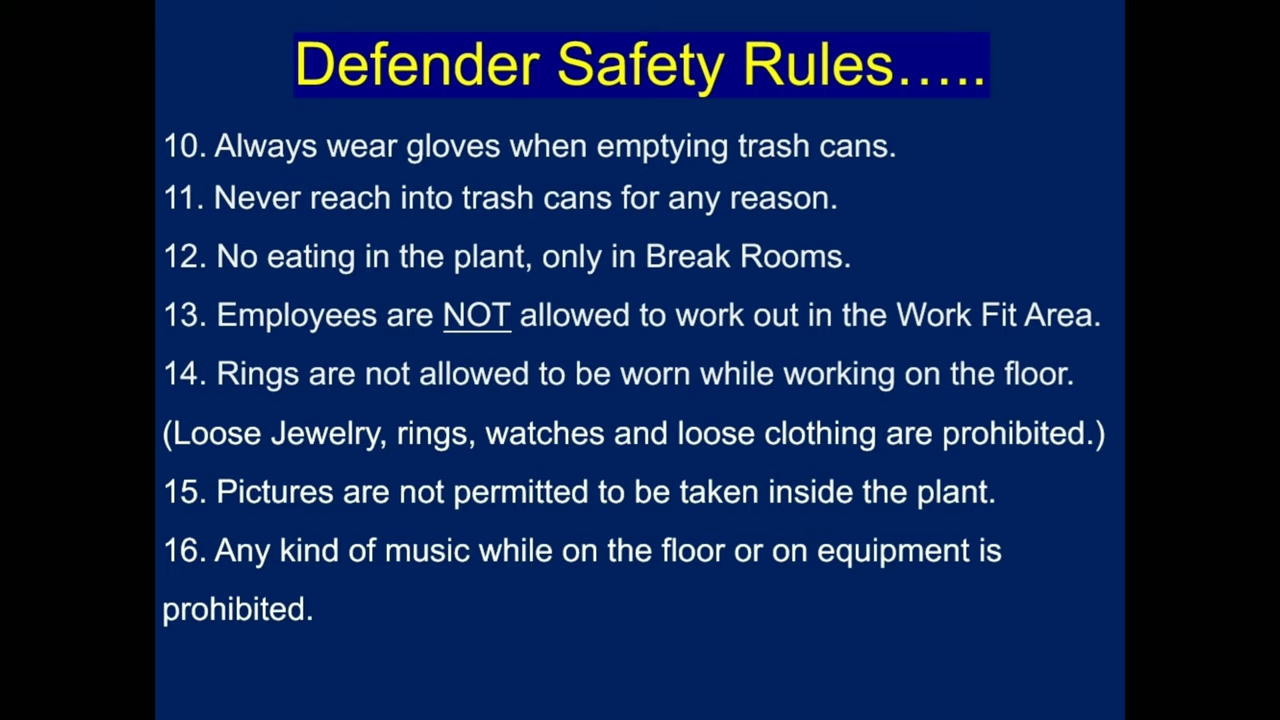 Defender Safety Rules…..
10. Always wear gloves when emptying trash cans.
11. Never reach into trash cans for any reason.
12. No eating in the plant, only in Break Rooms.
13. Employees are NOT allowed to work out in the Work Fit Area.
14. Rings are not allowed to be worn while working on the floor.
(Loose Jewelry, rings, watches and loose clothing are prohibited.)
15. Pictures are not permitted to be taken inside the plant.
16. Any kind of music while on the floor or on equipment is
prohibited.